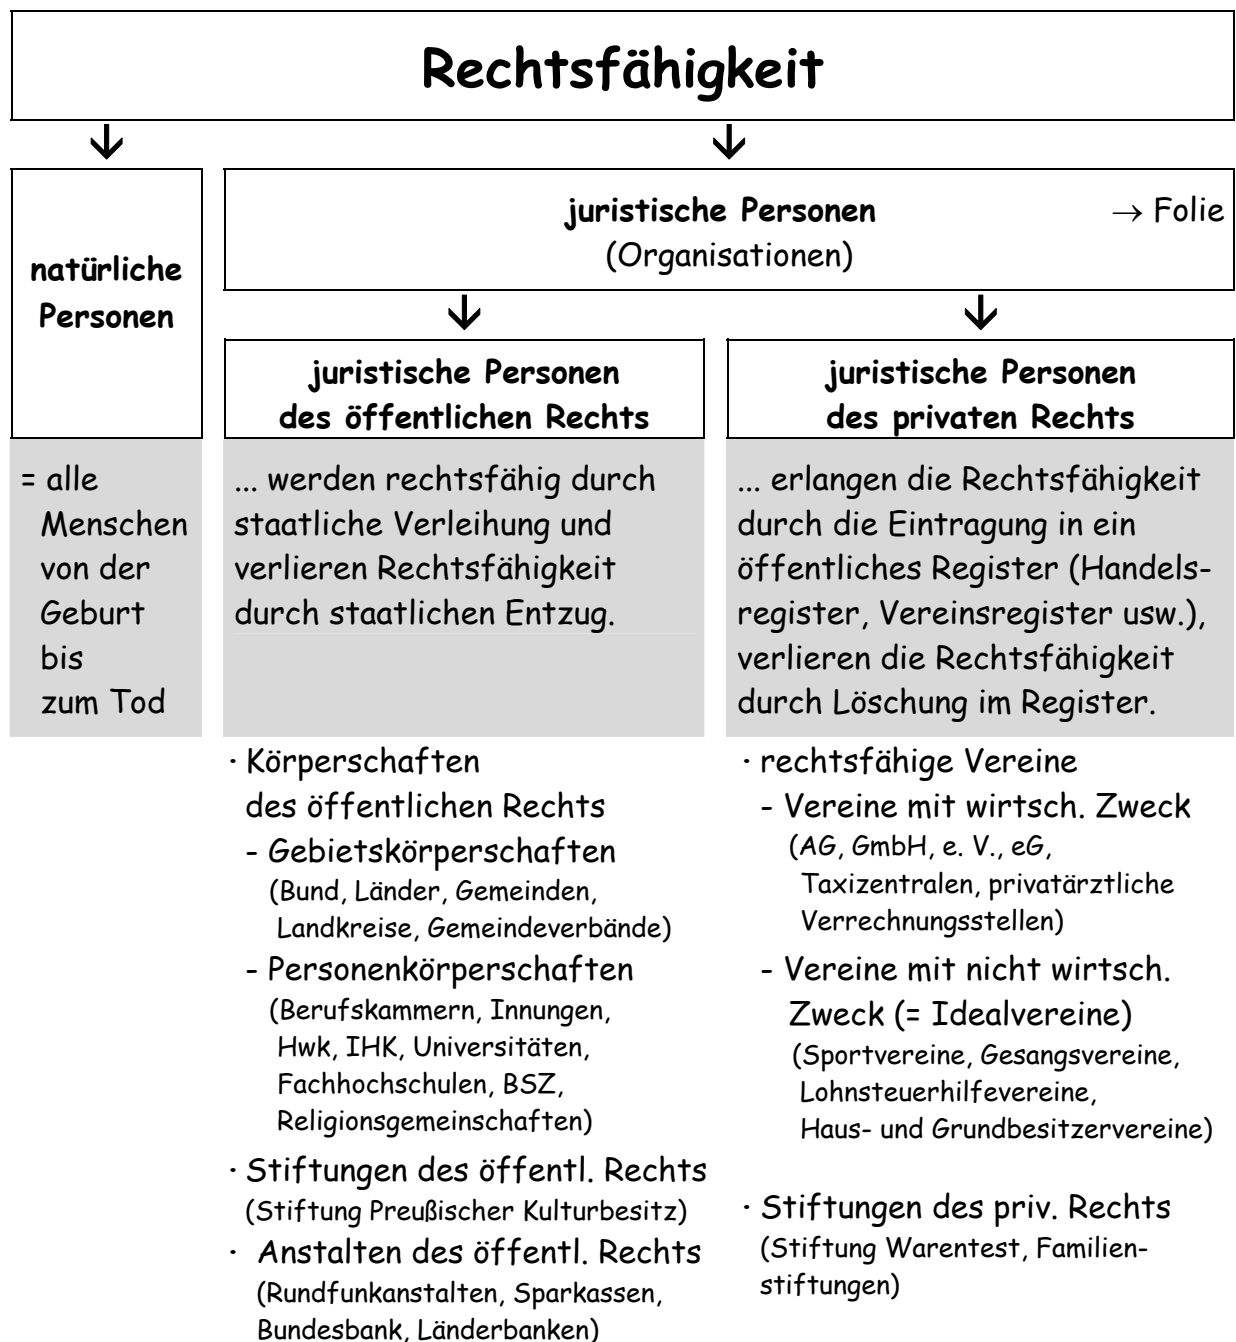 Rechtsfähigkeit
natürliche
Personen
= alle
Menschen
von der
Geburt
bis
zum Tod
juristische Personen → Folie
(Organisationen)
juristische Personen
des öffentlichen Rechts
... werden rechtsfähig durch
staatliche Verleihung und
verlieren Rechtsfähigkeit
durch staatlichen Entzug.
· Körperschaften
des öffentlichen Rechts
- Gebietskörperschaften
(Bund, Länder, Gemeinden,
Landkreise, Gemeindeverbände)
- Personenkörperschaften
(Berufskammern, Innungen,
Hwk, IHK, Universitäten,
Fachhochschulen, BSZ,
Religionsgemeinschaften)
· Stiftungen des öffentl. Rechts
(Stiftung Preußischer Kulturbesitz)
· Anstalten des öffentl. Rechts
(Rundfunkanstalten, Sparkassen,
Bundesbank, Länderbanken)
juristische Personen
des privaten Rechts
... erlangen die Rechtsfähigkeit
durch die Eintragung in ein
öffentliches Register (Handels-
register, Vereinsregister usw.),
verlieren die Rechtsfähigkeit
durch Löschung im Register.
· rechtsfähige Vereine
- Vereine mit wirtsch. Zweck
(AG, GmbH, e. V., eG,
Taxizentralen, privatärztliche
Verrechnungsstellen)
- Vereine mit nicht wirtsch.
Zweck (= Idealvereine)
(Sportvereine, Gesangsvereine,
Lohnsteuerhilfevereine,
Haus- und Grundbesitzervereine)
· Stiftungen des priv. Rechts
(Stiftung Warentest, Familien-
stiftungen)